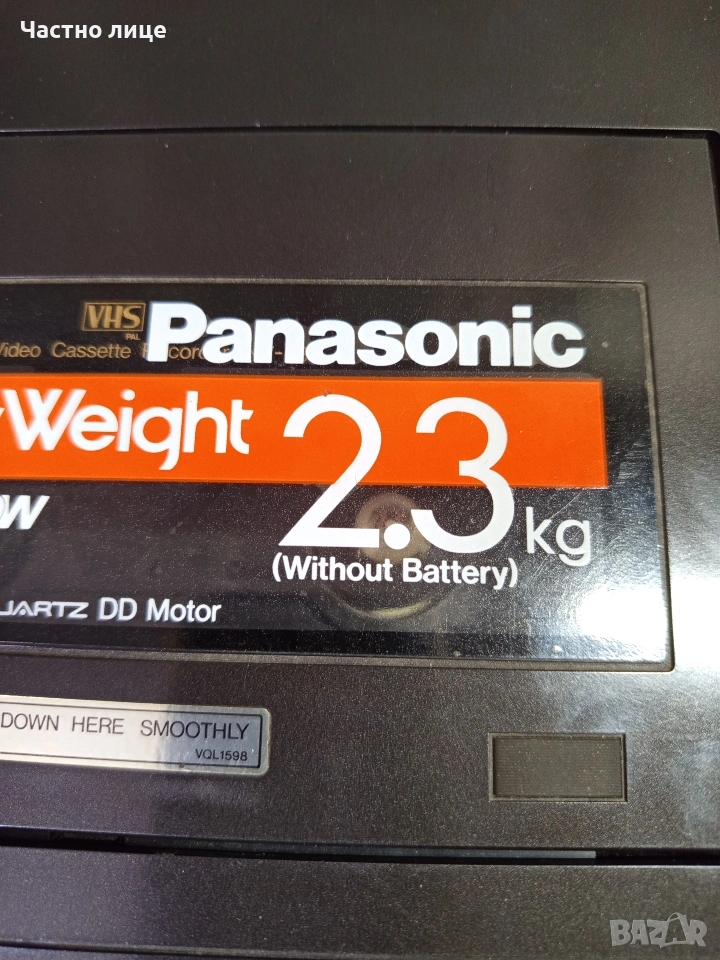 Частно лице
VHS
PAL
Panasonic
Video Cassette
Weight 2.3 kg
(Without Battery)
DD Motor
DOWN HERE SMOOTHLY
VQL1598
BAZAR